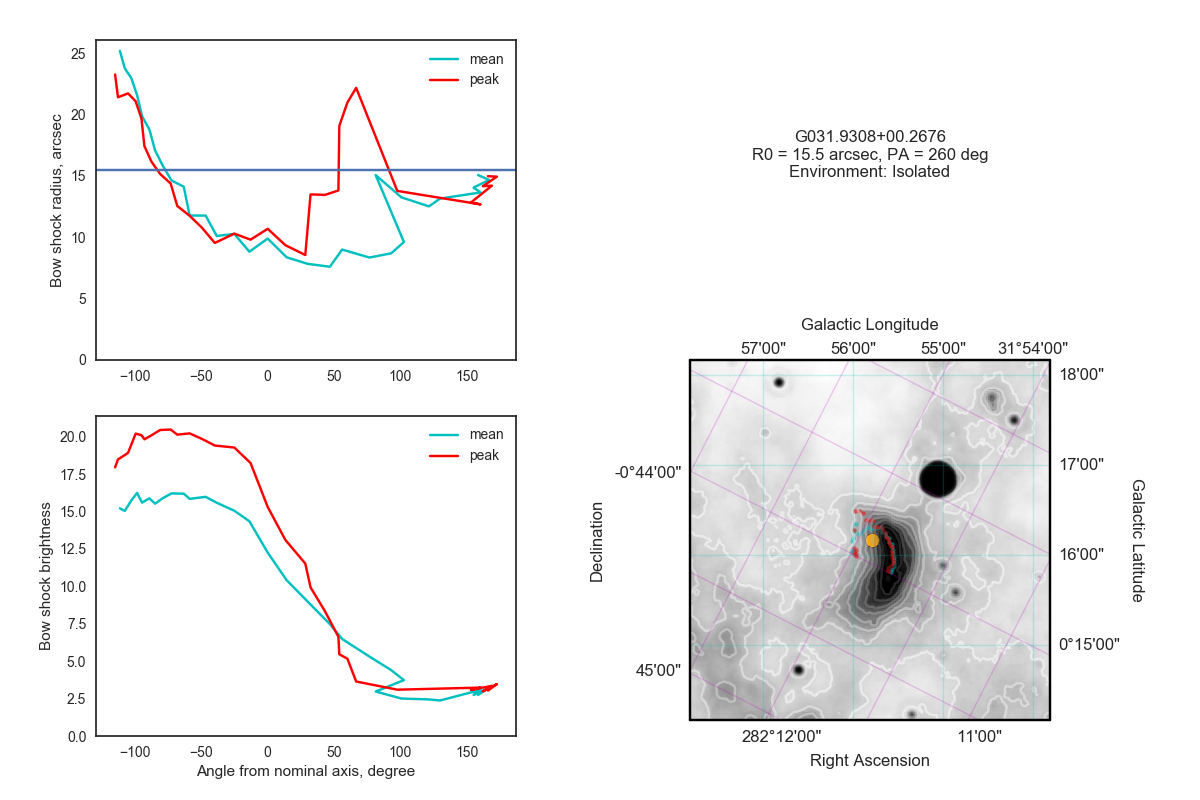 mean
peak
25
20
15
10
5
0
Bow shock radius, arcsec
−100
−50
0
50
100
150
mean
peak
20.0
17.5
15.0
12.5
10.0
7.5
5.0
2.5
0.0
Bow shock brightness
−100
−50
0
50
100
150
Angle from nominal axis, degree
G031.9308+00.2676
R0 = 15.5 arcsec, PA = 260 deg
Environment: Isolated
Galactic Longitude
57'00"
56'00"
55'00"
31°54'00"
18'00"
17'00"
16'00"
0°15'00"
Galactic Latitude
-0°44'00"
45'00"
Declination
282°12'00"
11'00"
Right Ascension